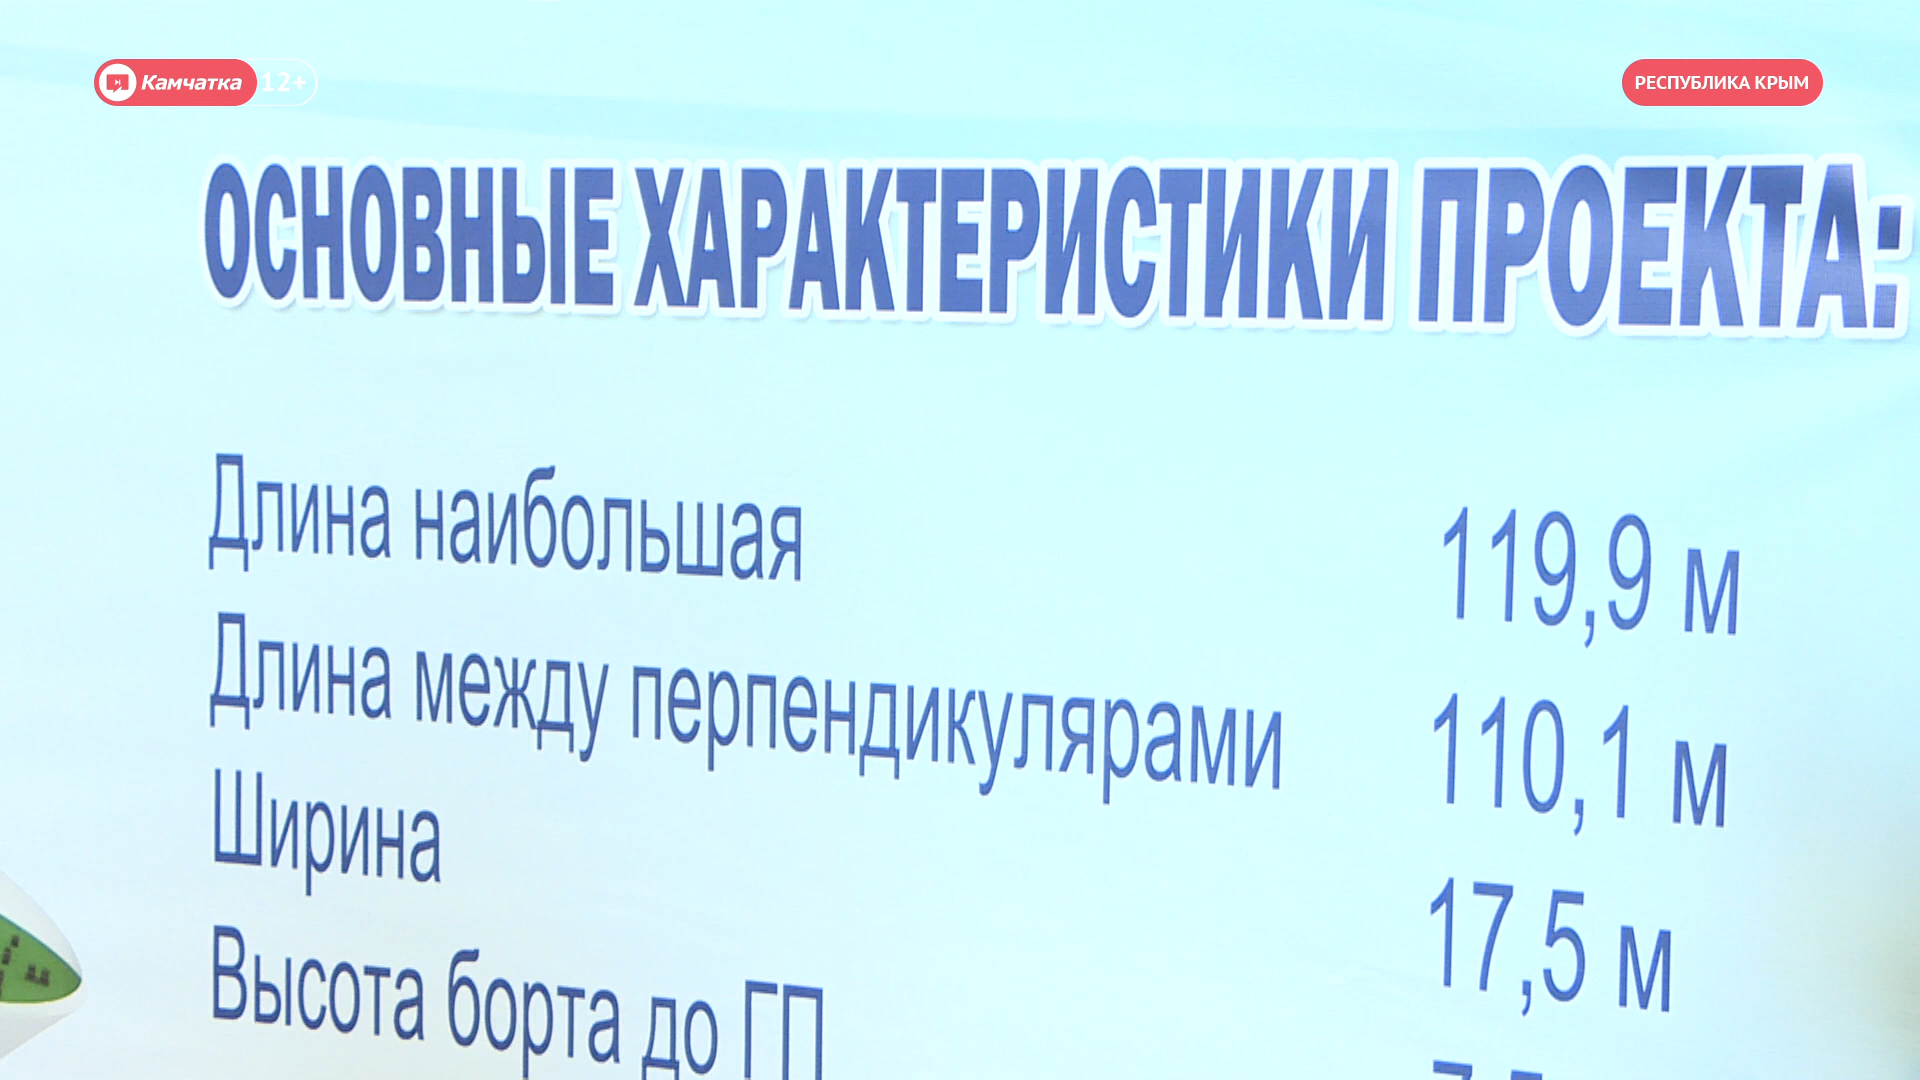 Камчатка 12+
РЕСПУБЛИКА КРЫМ
ОСНОВНЫЕ ХАРАКТЕРИСТИКИ ПРОЕКТА:
Длина наибольшая 119,9 м
Длина между перпендикулярами 110,1 м
Ширина 17,5 м
Высота борта до ГП